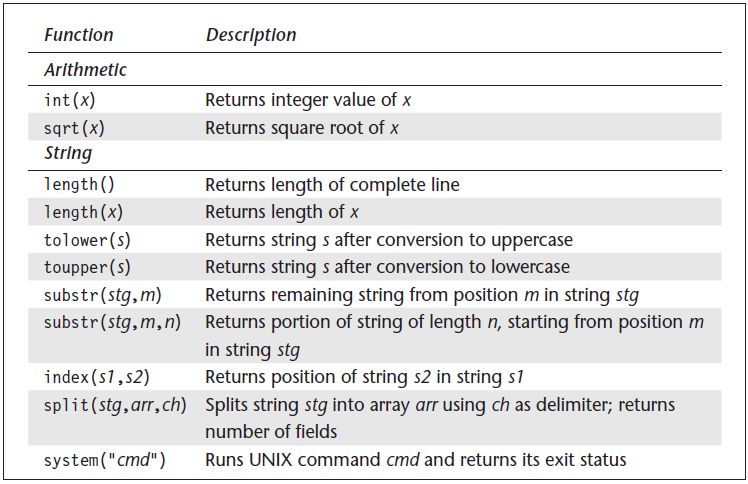 Function Description
Arithmetic
int(x) Returns integer value of x
sqrt(x) Returns square root of x
String
length() Returns length of complete line
length(x) Returns length of x
tolower(s) Returns string s after conversion to uppercase
toupper(s) Returns string s after conversion to lowercase
substr(stg,m) Returns remaining string from position m in string stg
substr(stg,m,n) Returns portion of string of length n, starting from position m
in string stg
index(s1,s2) Returns position of string s2 in string s1
split(stg,arr,ch) Splits string stg into array arr using ch as delimiter; returns
number of fields
system("cmd") Runs UNIX command cmd and returns its exit status